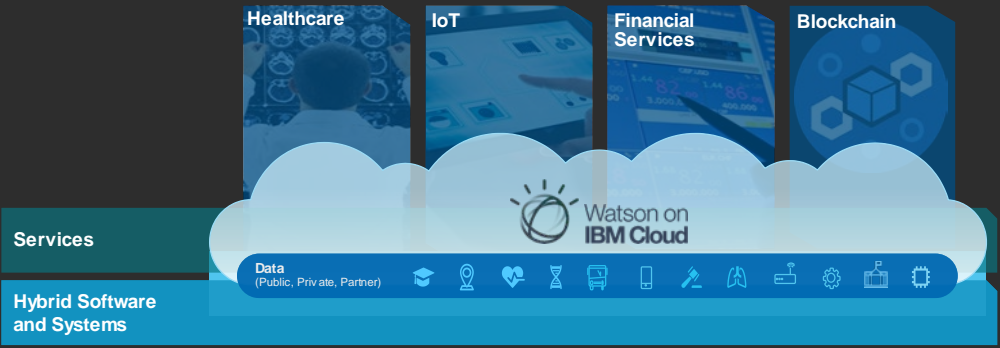 Healthcare
IoT
Financial
Services
Blockchain
Watson on
IBM Cloud
Services
Data
(Public, Private, Partner)
Hybrid Software
and Systems